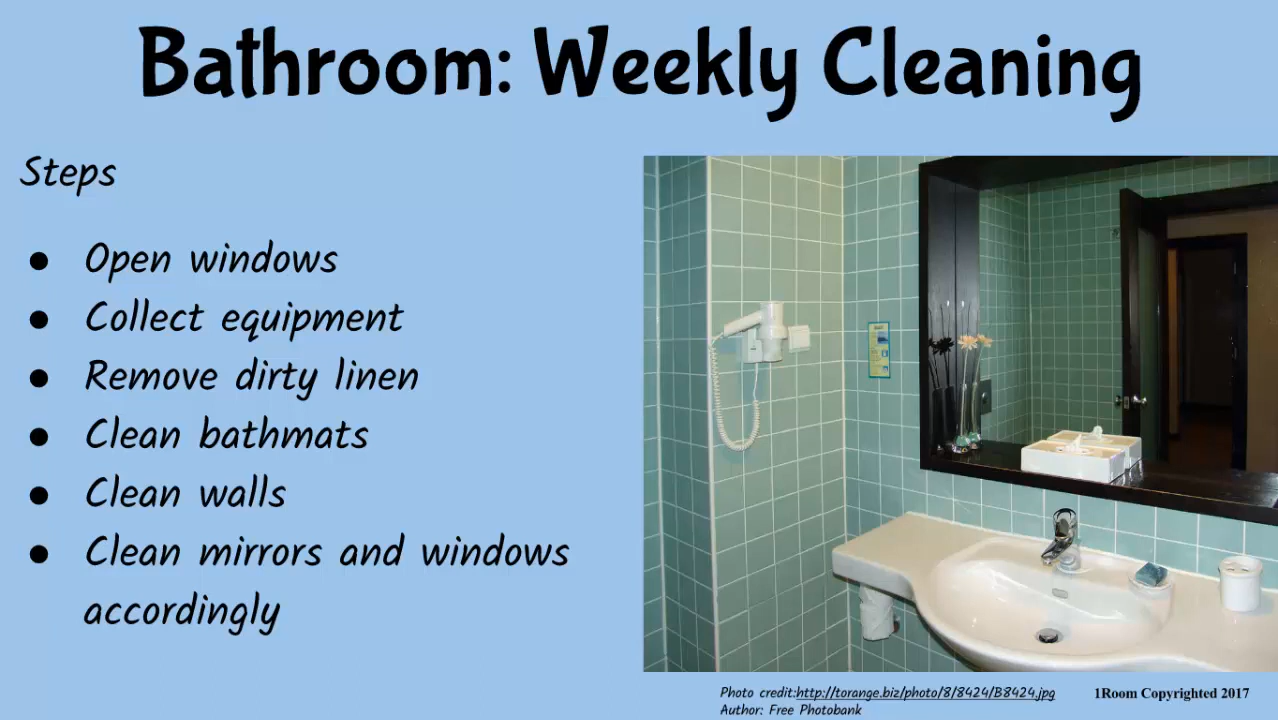 Bathroom: Weekly Cleaning
Steps
● Open windows
● Collect equipment
● Remove dirty linen
● Clean bathmats
● Clean walls
● Clean mirrors and windows
accordingly
Photo credit:http://torange.biz/photo/8/8424/B8424.jpg
Author: Free Photobank
1Room Copyrighted 2017